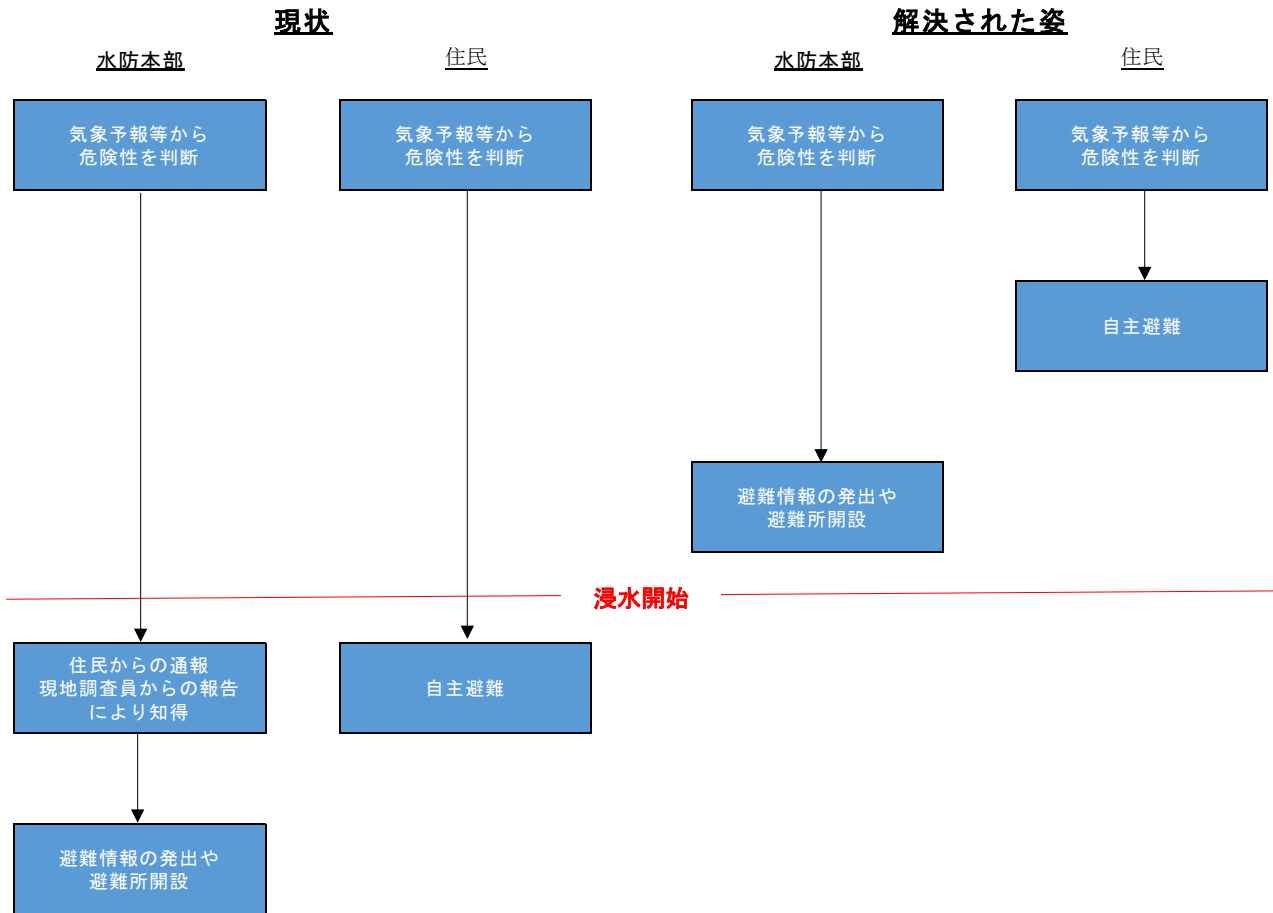 現状
解決された姿
水防本部
住民
水防本部
住民
気象予報等から
危険性を判断
気象予報等から
危険性を判断
気象予報等から
危険性を判断
気象予報等から
危険性を判断
自主避難
避難情報の発出や
避難所開設
浸水開始
住民からの通報
現地調査員からの報告
により知得
自主避難
避難情報の発出や
避難所開設